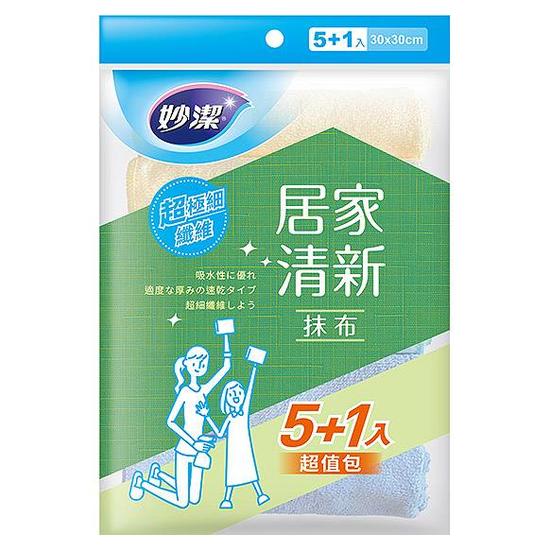 5+1入 30x30cm
妙潔®
超極細
纖維
居家
清新
抹布
吸水性に優れ
適度な厚みの速乾タイプ
超細纖維しよう
5+1入
超值包